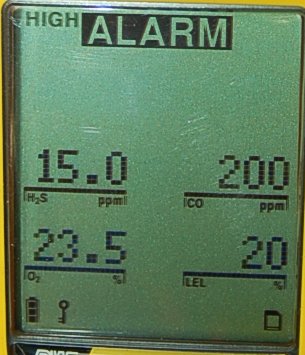 HIGH ALARM
15.0 200
H₂S ppm CO ppm
23.5 20
O₂ % LEL %